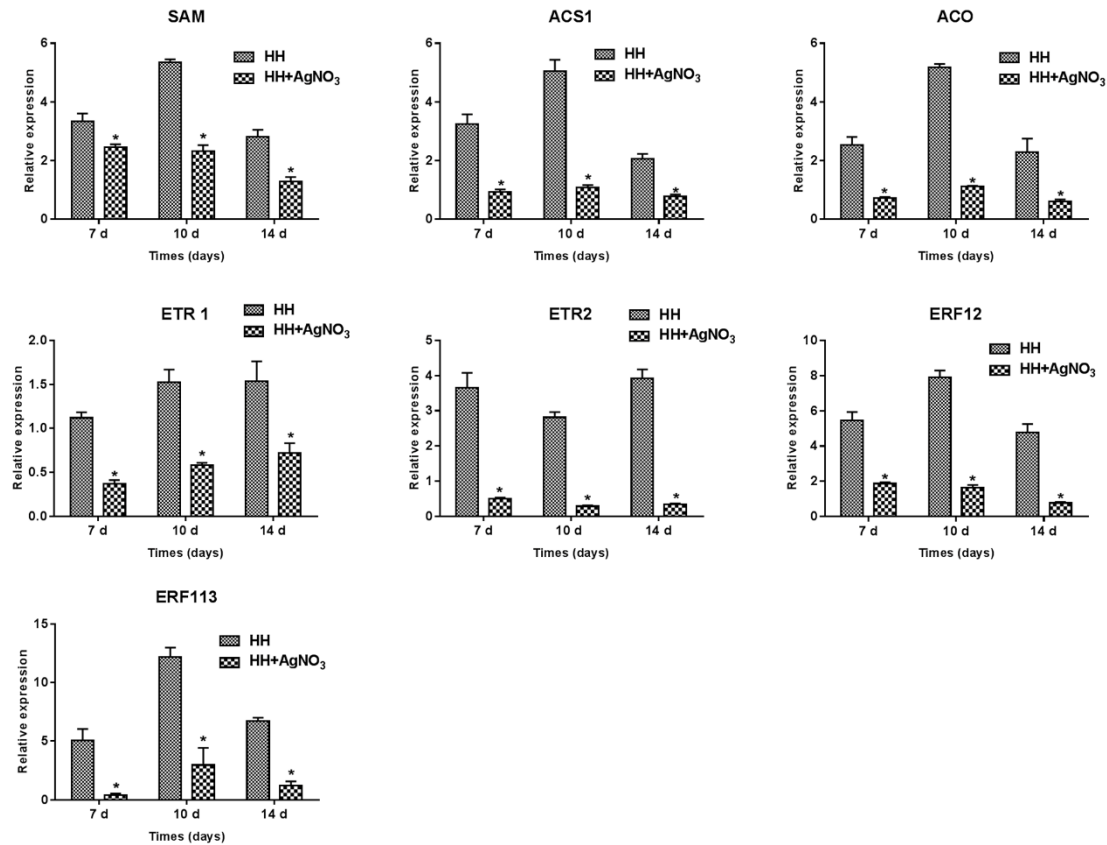 SAM
HH
HH+AgNO₃
Relative expression
6
4
2
0
7 d 10 d 14 d
Times (days)
* * *
ACS1
HH
HH+AgNO₃
Relative expression
6
4
2
0
7 d 10 d 14 d
Times (days)
* * *
ACO
HH
HH+AgNO₃
Relative expression
6
4
2
0
7 d 10 d 14 d
Times (days)
* * *
ETR 1
HH
HH+AgNO₃
Relative expression
2.0
1.5
1.0
0.5
0.0
7 d 10 d 14 d
Times (days)
* * *
ETR2
HH
HH+AgNO₃
Relative expression
5
4
3
2
1
0
7 d 10 d 14 d
Times (days)
* * *
ERF12
HH
HH+AgNO₃
Relative expression
10
8
6
4
2
0
7 d 10 d 14 d
Times (days)
* * *
ERF113
HH
HH+AgNO₃
Relative expression
15
10
5
0
7 d 10 d 14 d
Times (days)
* * *